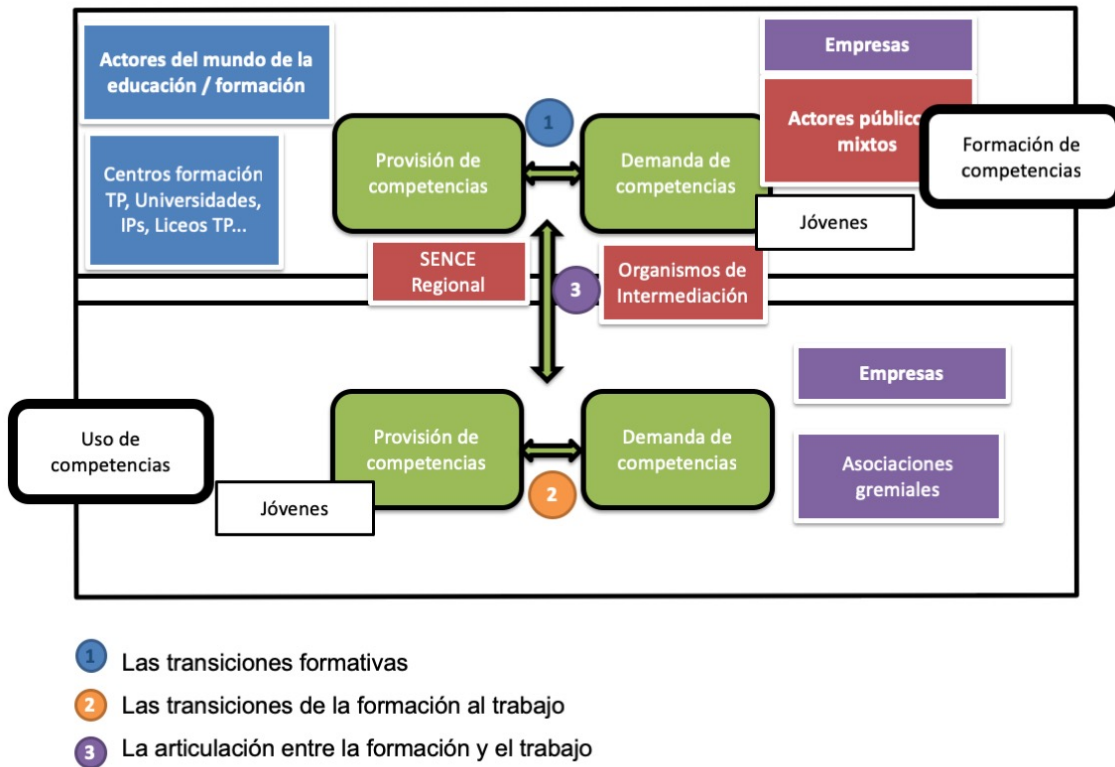 Actores del mundo de la
educación / formación
Centros formación
TP, Universidades,
IPs, Liceos TP...
Provisión de
competencias
1
Demanda de
competencias
Empresas
Actores público
mixtos
Formación de
competencias
Jóvenes
SENCE
Regional
3
Organismos de
Intermediación
Uso de
competencias
Jóvenes
Provisión de
competencias
2
Demanda de
competencias
Empresas
Asociaciones
gremiales
1 Las transiciones formativas
2 Las transiciones de la formación al trabajo
3 La articulación entre la formación y el trabajo